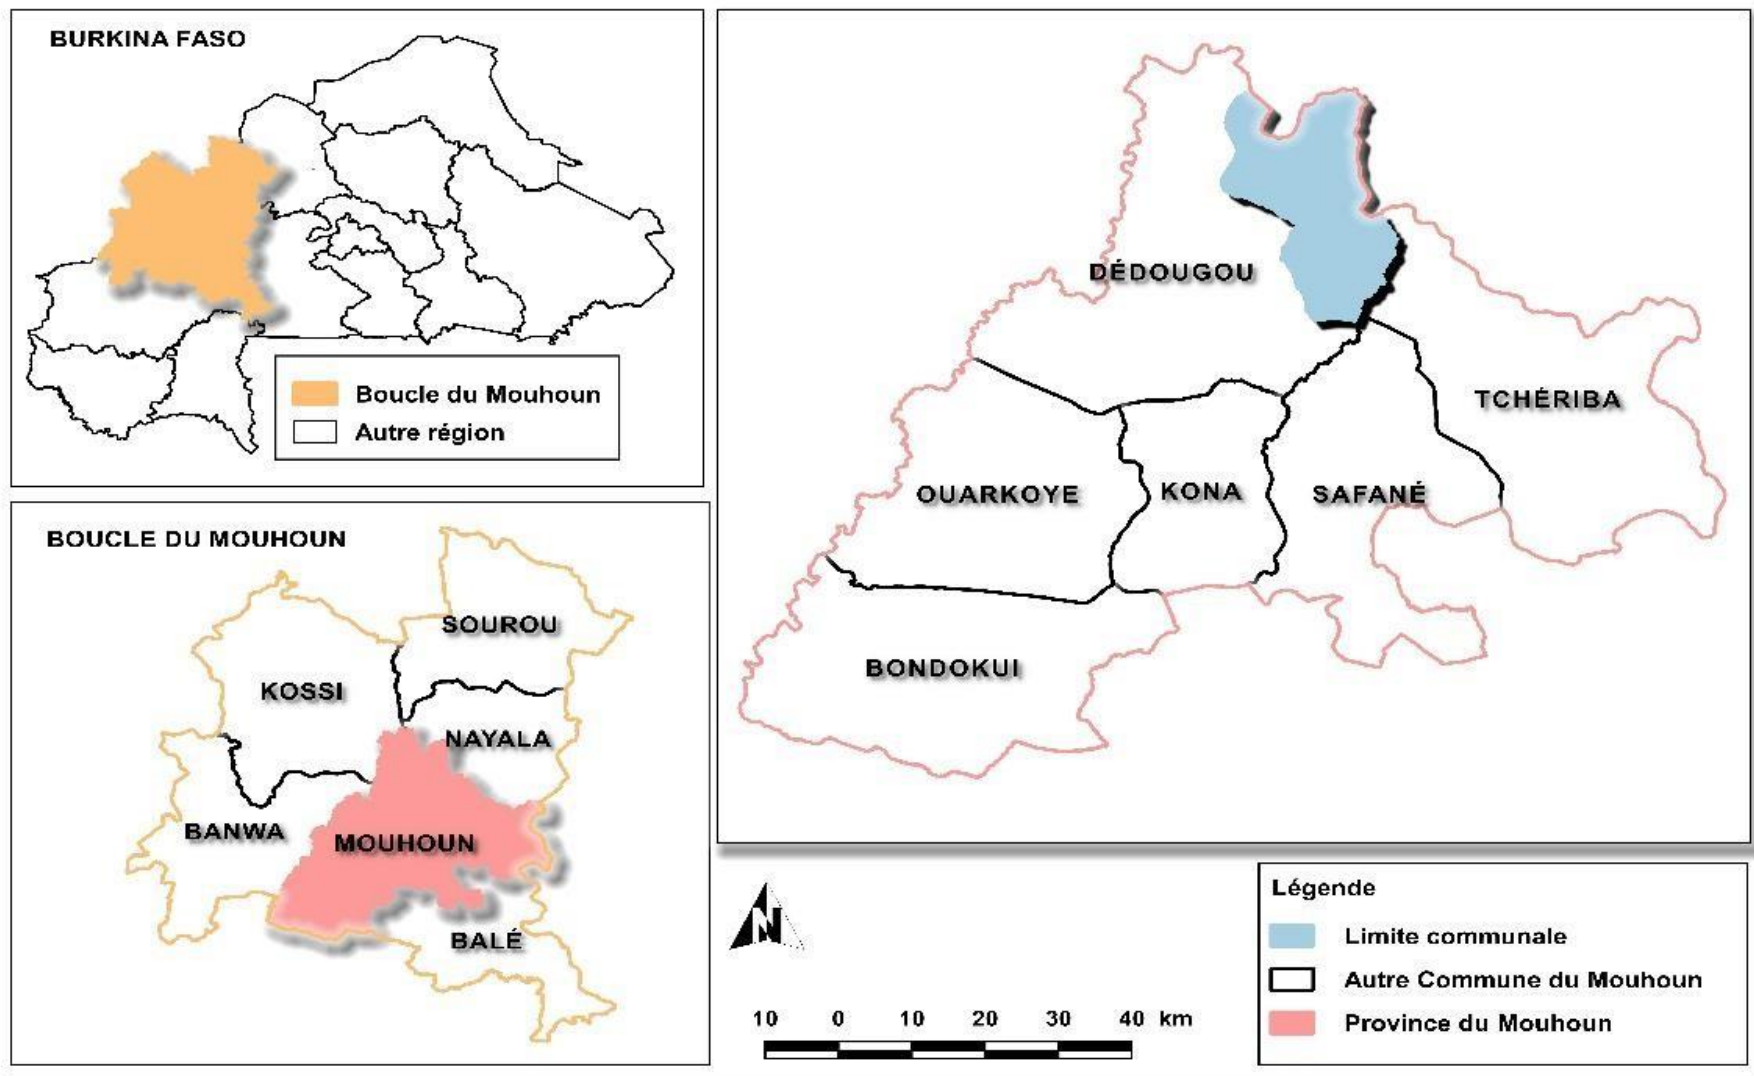 BURKINA FASO
Boucle du Mouhoun
Autre région
BOUCLE DU MOUHOUN
SOUROU
KOSSI
NAYALA
BANWA
MOUHOUN
BALÉ
DÉDOUGOU
TCHÉRIBA
OUARKOYE
KONA
SAFANÉ
BONDOKUI
N
10 0 10 20 30 40 km
Légende
Limite communale
Autre Commune du Mouhoun
Province du Mouhoun